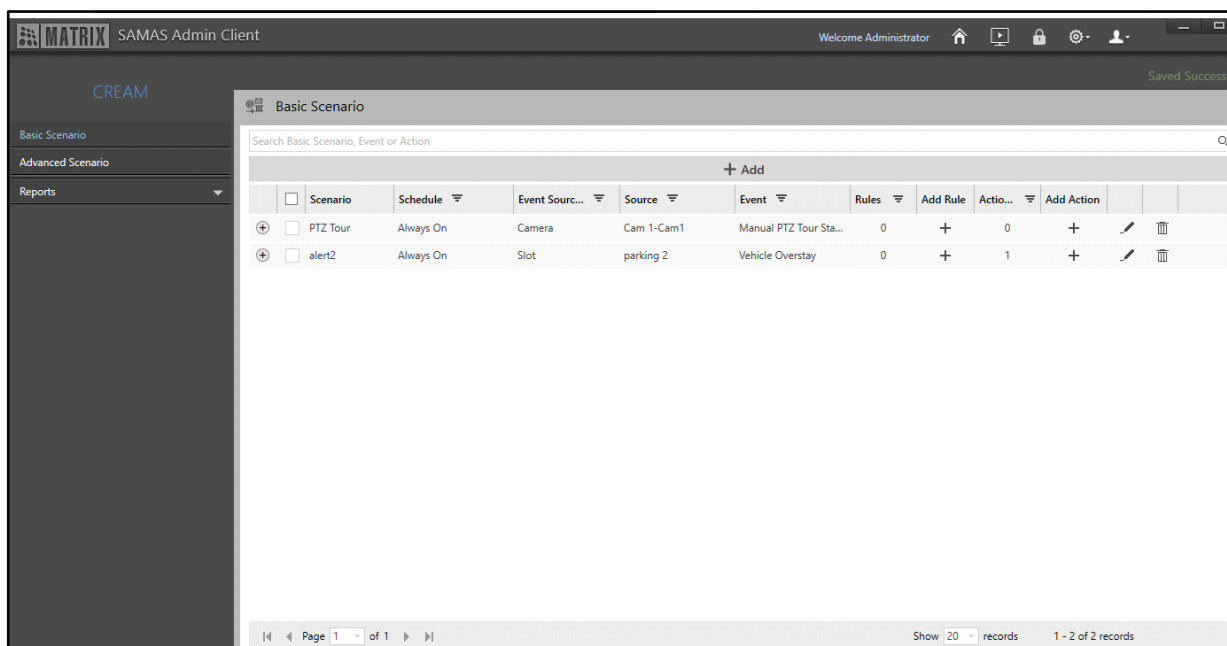 MATRIX SAMAS Admin Client Welcome Administrator
Saved Success
CREAM
Basic Scenario
Basic Scenario
Search Basic Scenario, Event or Action
Advanced Scenario
+ Add
Reports
Scenario Schedule Event Sourc... Source Event Rules Add Rule Actio... Add Action
PTZ Tour Always On Camera Cam 1-Cam1 Manual PTZ Tour Sta... 0 + 0 +
alert2 Always On Slot parking 2 Vehicle Overstay 0 + 1 +
Page 1 of 1 Show 20 records 1 - 2 of 2 records